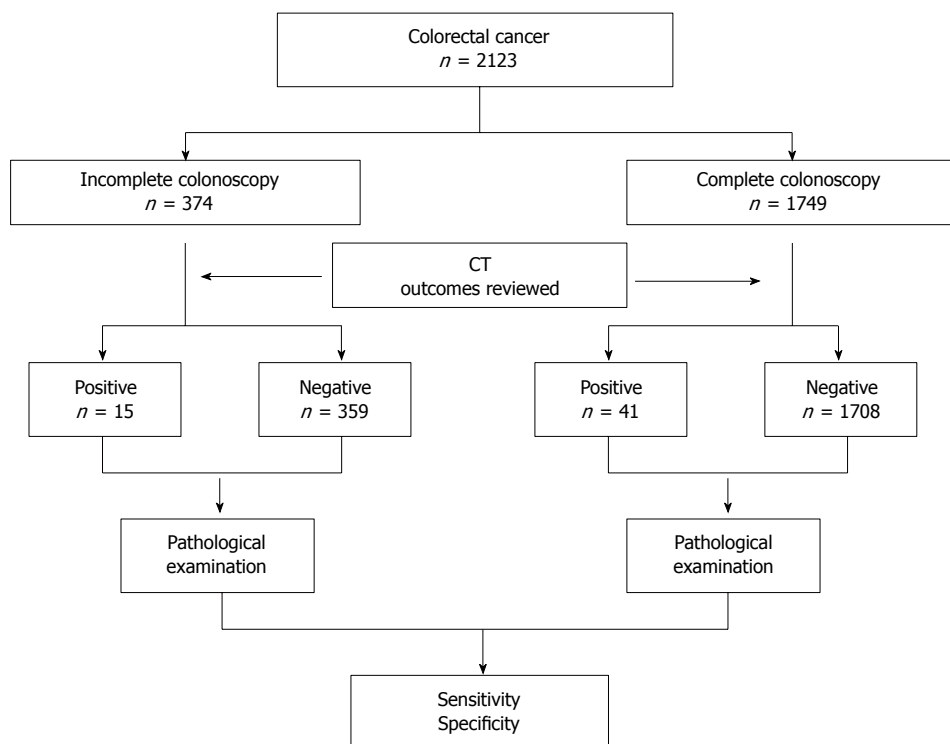 Colorectal cancer
n = 2123
Incomplete colonoscopy
n = 374
Complete colonoscopy
n = 1749
CT
outcomes reviewed
Positive
n = 15
Negative
n = 359
Positive
n = 41
Negative
n = 1708
Pathological
examination
Pathological
examination
Sensitivity
Specificity